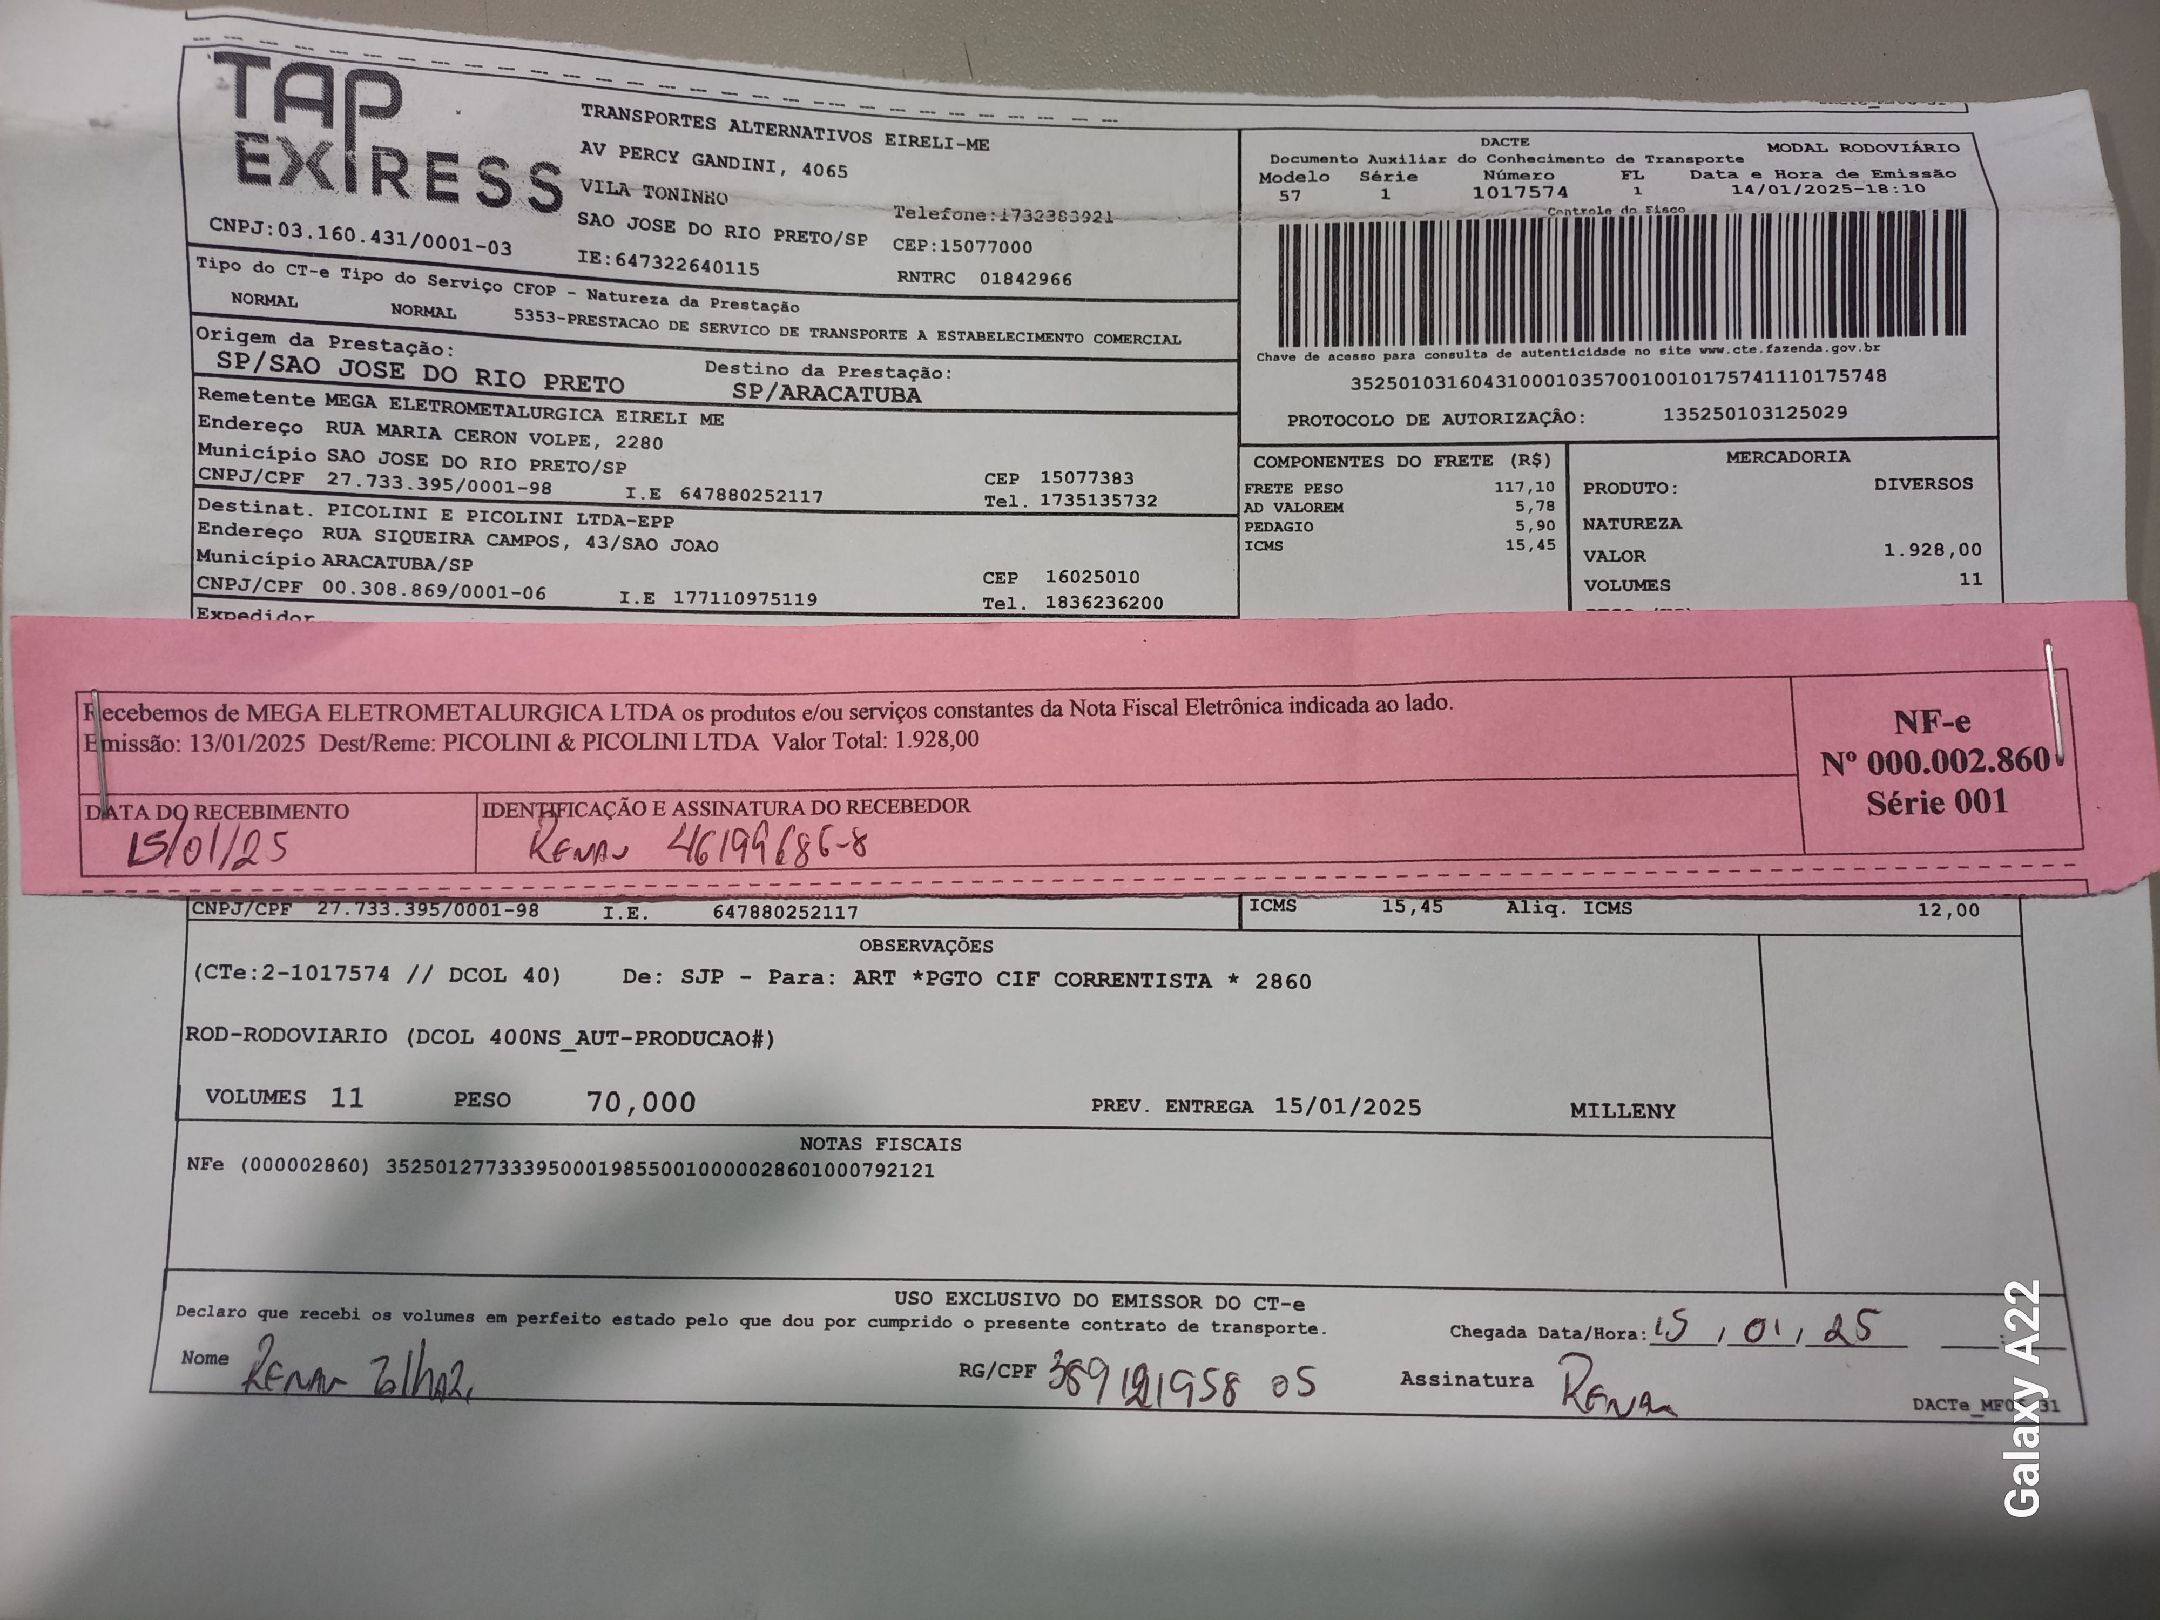 TAP
EXPRESS
TRANSPORTES ALTERNATIVOS EIRELI-ME
AV PERCY GANDINI, 4065
VILA TONINHO
Telefone:1732383921
SAO JOSE DO RIO PRETO/SP CEP:15077000
CNPJ:03.160.431/0001-03
IE:647322640115
RNTRC 01842966
DACTE
MODAL RODOVIÁRIO
Documento Auxiliar do Conhecimento de Transporte
Modelo Série Número FL Data e Hora de Emissão
57 1 1017574 1 14/01/2025-18:10
Controle do Fisco
Chave de acesso para consulta de autenticidade no site www.cte.fazenda.gov.br
35250103160431000103570010010175741110175748
PROTOCOLO DE AUTORIZAÇÃO: 135250103125029
Tipo do CT-e Tipo do Serviço CFOP - Natureza da Prestação
NORMAL NORMAL 5353-PRESTACAO DE SERVICO DE TRANSPORTE A ESTABELECIMENTO COMERCIAL
Origem da Prestação: Destino da Prestação:
SP/SAO JOSE DO RIO PRETO SP/ARACATUBA
Remetente MEGA ELETROMETALURGICA EIRELI ME
Endereço RUA MARIA CERON VOLPE, 2280
Município SAO JOSE DO RIO PRETO/SP CEP 15077383
CNPJ/CPF 27.733.395/0001-98 I.E 647880252117 Tel. 1735135732
Destinat. PICOLINI E PICOLINI LTDA-EPP
Endereço RUA SIQUEIRA CAMPOS, 43/SAO JOAO
Município ARACATUBA/SP CEP 16025010
CNPJ/CPF 00.308.869/0001-06 I.E 177110975119 Tel. 1836236200
Expedidor
COMPONENTES DO FRETE (R$)
FRETE PESO 117,10
AD VALOREM 5,78
PEDAGIO 5,90
ICMS 15,45
MERCADORIA
PRODUTO: DIVERSOS
NATUREZA
VALOR 1.928,00
VOLUMES 11
Recebemos de MEGA ELETROMETALURGICA LTDA os produtos e/ou serviços constantes da Nota Fiscal Eletrônica indicada ao lado.
Emissão: 13/01/2025 Dest/Reme: PICOLINI & PICOLINI LTDA Valor Total: 1.928,00
NF-e
Nº 000.002.860
Série 001
DATA DO RECEBIMENTO
15/01/25
IDENTIFICAÇÃO E ASSINATURA DO RECEBEDOR
Renan 46199686-8
CNPJ/CPF 27.733.395/0001-98 I.E. 647880252117
ICMS 15,45 Aliq. ICMS 12,00
OBSERVAÇÕES
(CTe:2-1017574 // DCOL 40) De: SJP - Para: ART *PGTO CIF CORRENTISTA * 2860
ROD-RODOVIARIO (DCOL 400NS_AUT-PRODUCAO#)
VOLUMES 11 PESO 70,000 PREV. ENTREGA 15/01/2025 MILLENY
NOTAS FISCAIS
NFe (000002860) 35250127733395000198550010000028601000792121
USO EXCLUSIVO DO EMISSOR DO CT-e
Declaro que recebi os volumes em perfeito estado pelo que dou por cumprido o presente contrato de transporte.
Chegada Data/Hora: 15/01/25
Nome Renan
RG/CPF
Assinatura Renan
Galaxy A22